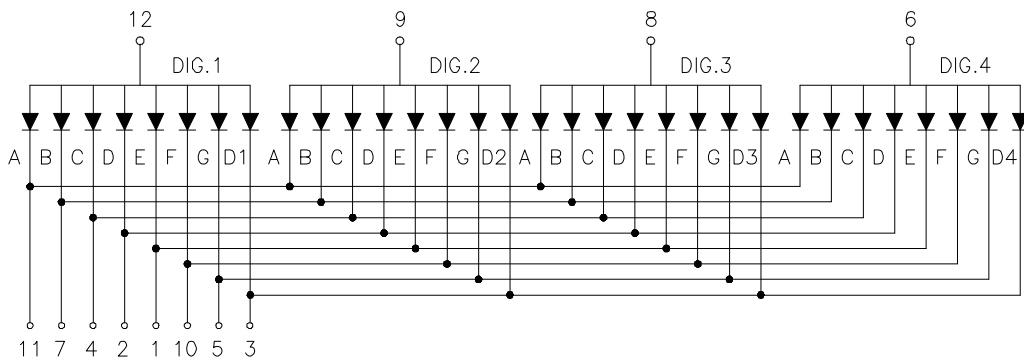 12 9 8 6
DIG.1 DIG.2 DIG.3 DIG.4
A B C D E F G D1 A B C D E F G D2 A B C D E F G D3 A B C D E F G D4
11 7 4 2 1 10 5 3